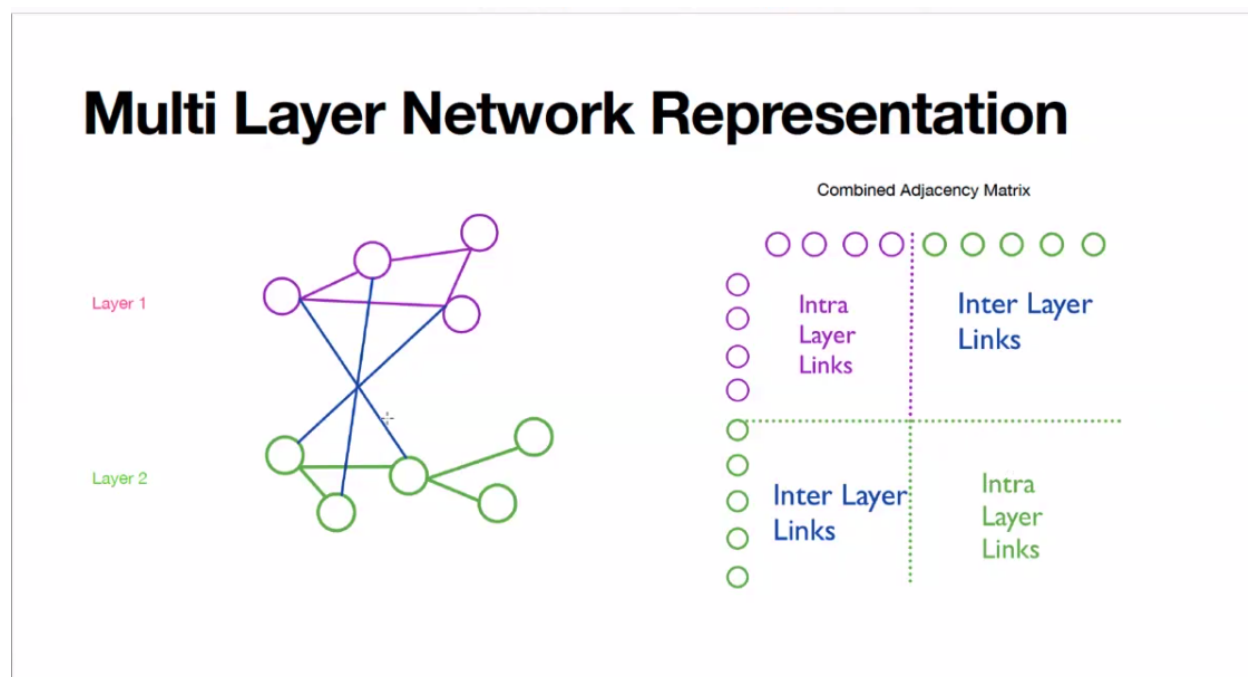 Multi Layer Network Representation
Combined Adjacency Matrix
Layer 1
Layer 2
Intra
Layer
Links
Inter Layer
Links
Inter Layer
Links
Intra
Layer
Links